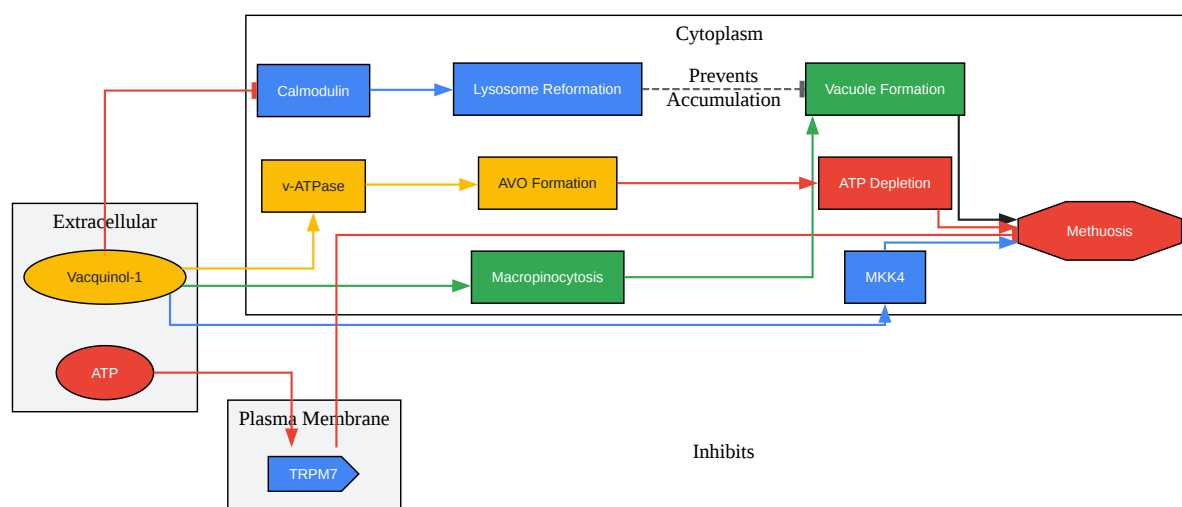 Cytoplasm
Calmodulin
Lysosome Reformation
Prevents
Accumulation
Vacuole Formation
v-ATPase
AVO Formation
ATP Depletion
Extracellular
Vacquinol-1
Macropinocytosis
MKK4
Methuosis
ATP
Plasma Membrane
TRPM7
Inhibits